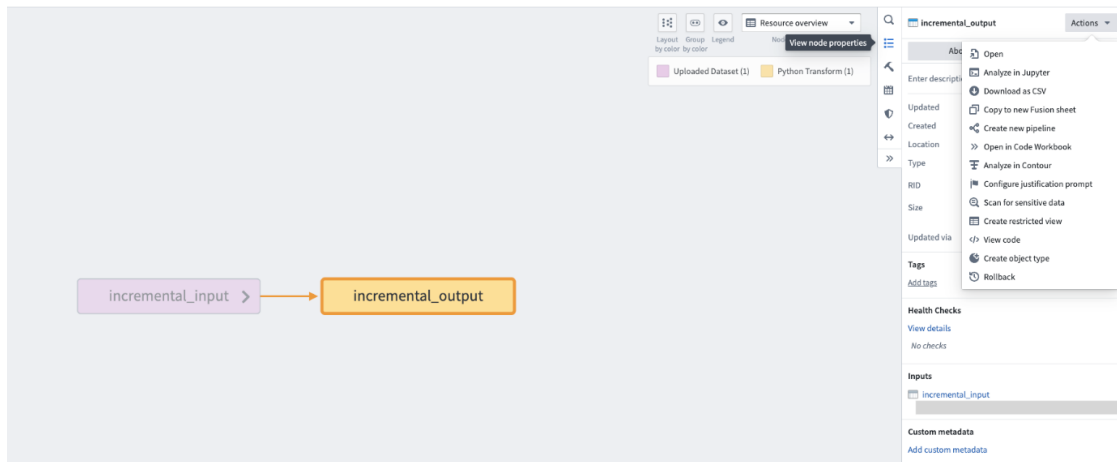 Resource overview
Layout by color
Group by color
Legend
View node properties
Uploaded Dataset (1)
Python Transform (1)
incremental_input
incremental_output
incremental_output
Actions
Enter
Updated
Created
Location
Type
RID
Size
Updated via
Open
Analyze in Jupyter
Download as CSV
Copy to new Fusion sheet
Create new pipeline
Open in Code Workbook
Analyze in Contour
Configure justification prompt
Scan for sensitive data
Create restricted view
View code
Create object type
Rollback
Tags
Add tags
Health Checks
View details
No checks
Inputs
incremental_input
Custom metadata
Add custom metadata